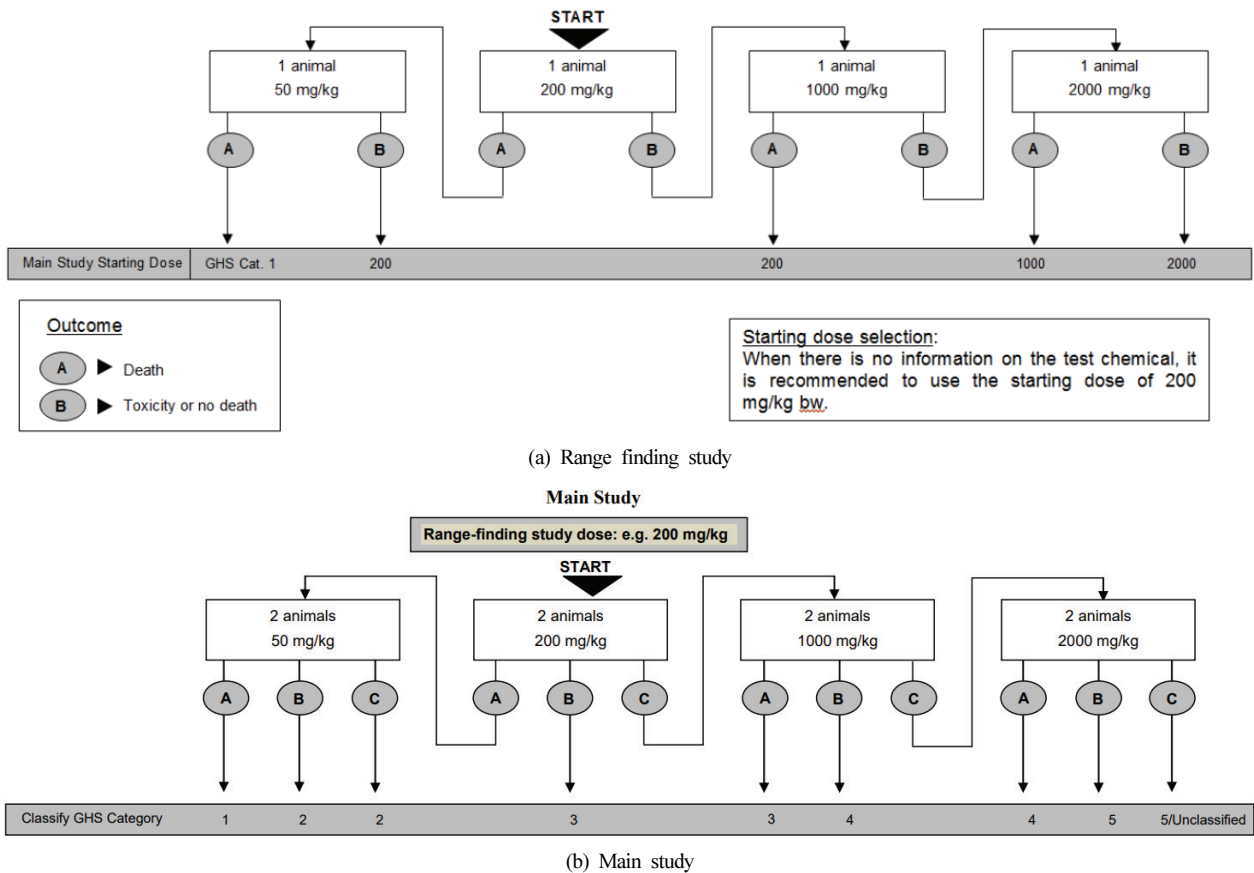 START
1 animal
50 mg/kg
1 animal
200 mg/kg
1 animal
1000 mg/kg
1 animal
2000 mg/kg
A
B
A
B
A
B
A
B
Main Study Starting Dose
GHS Cat. 1
200
200
1000
2000
Outcome
A
Death
B
Toxicity or no death
Starting dose selection:
When there is no information on the test chemical, it
is recommended to use the starting dose of 200
mg/kg bw.
(a) Range finding study
Main Study
Range-finding study dose: e.g. 200 mg/kg
START
2 animals
50 mg/kg
2 animals
200 mg/kg
2 animals
1000 mg/kg
2 animals
2000 mg/kg
A
B
C
A
B
C
A
B
C
A
B
C
Classify GHS Category
1
2
2
3
3
4
4
5
5/Unclassified
(b) Main study